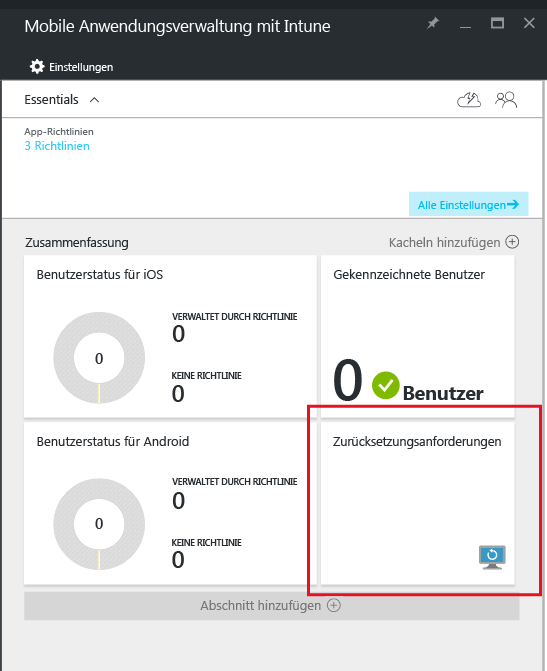 Mobile Anwendungsverwaltung mit Intune
Einstellungen
Essentials
App-Richtlinien
3 Richtlinien
Alle Einstellungen
Zusammenfassung
Kacheln hinzufügen
Benutzerstatus für iOS
0
VERWALTET DURCH RICHTLINIE
0
KEINE RICHTLINIE
0
Gekennzeichnete Benutzer
0 Benutzer
Benutzerstatus für Android
0
VERWALTET DURCH RICHTLINIE
0
KEINE RICHTLINIE
0
Zurücksetzungsanforderungen
Abschnitt hinzufügen